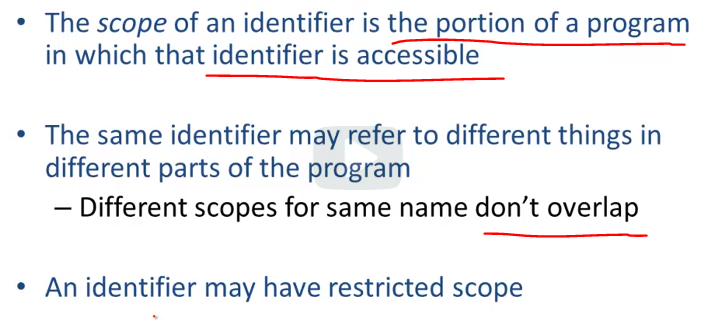 • The scope of an identifier is the portion of a program
in which that identifier is accessible
• The same identifier may refer to different things in
different parts of the program
– Different scopes for same name don't overlap
• An identifier may have restricted scope